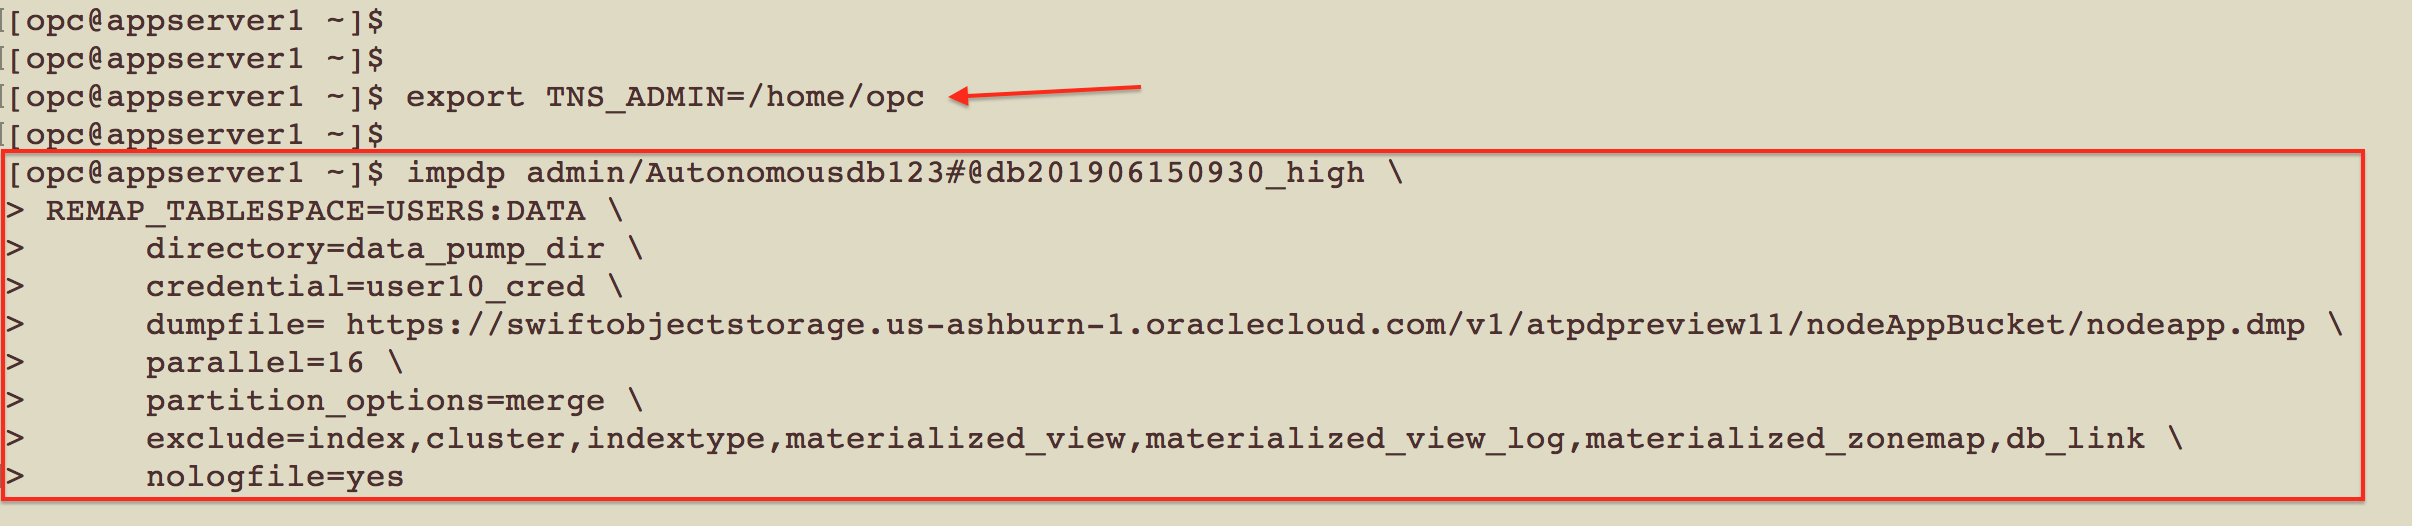 [opc@appserver1 ~]$
[opc@appserver1 ~]$
[opc@appserver1 ~]$ export TNS_ADMIN=/home/opc
[opc@appserver1 ~]$
[opc@appserver1 ~]$ impdp admin/Autonomousdb123#@db201906150930_high \
> REMAP_TABLESPACE=USERS:DATA \
>      directory=data_pump_dir \
>      credential=user10_cred \
>      dumpfile= https://swiftobjectstorage.us-ashburn-1.oraclecloud.com/v1/atpdpreview11/nodeAppBucket/nodeapp.dmp \
>      parallel=16 \
>      partition_options=merge \
>      exclude=index,cluster,indextype,materialized_view,materialized_view_log,materialized_zonemap,db_link \
>      nologfile=yes